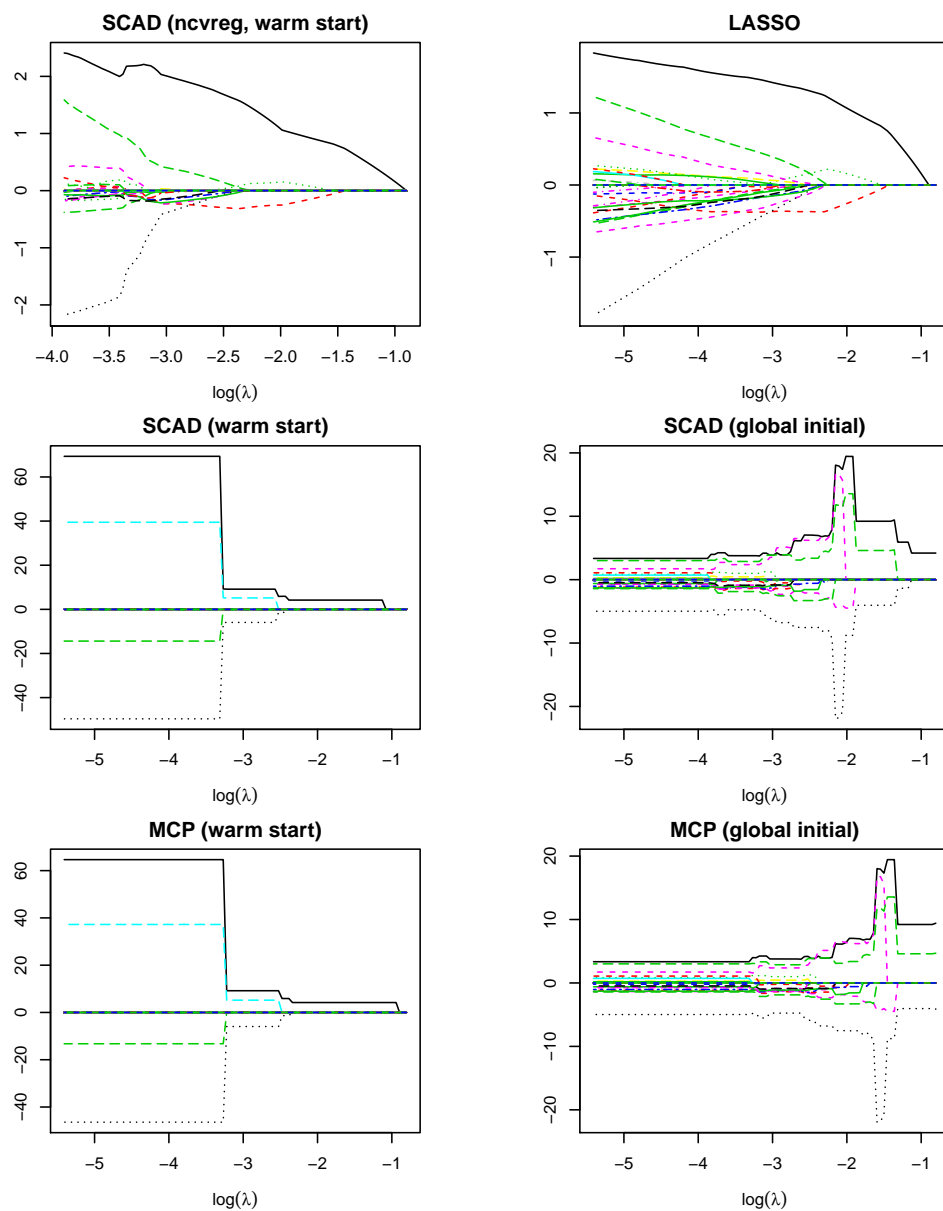 SCAD (ncvreg, warm start)
2
1
0
−1
−2
−4.0 −3.5 −3.0 −2.5 −2.0 −1.5 −1.0
log(λ)
LASSO
1
0
−1
−5 −4 −3 −2 −1
log(λ)
SCAD (warm start)
60
40
20
0
−20
−40
−5 −4 −3 −2 −1
log(λ)
SCAD (global initial)
20
10
0
−10
−20
−5 −4 −3 −2 −1
log(λ)
MCP (warm start)
60
40
20
0
−20
−40
−5 −4 −3 −2 −1
log(λ)
MCP (global initial)
20
10
0
−10
−20
−5 −4 −3 −2 −1
log(λ)